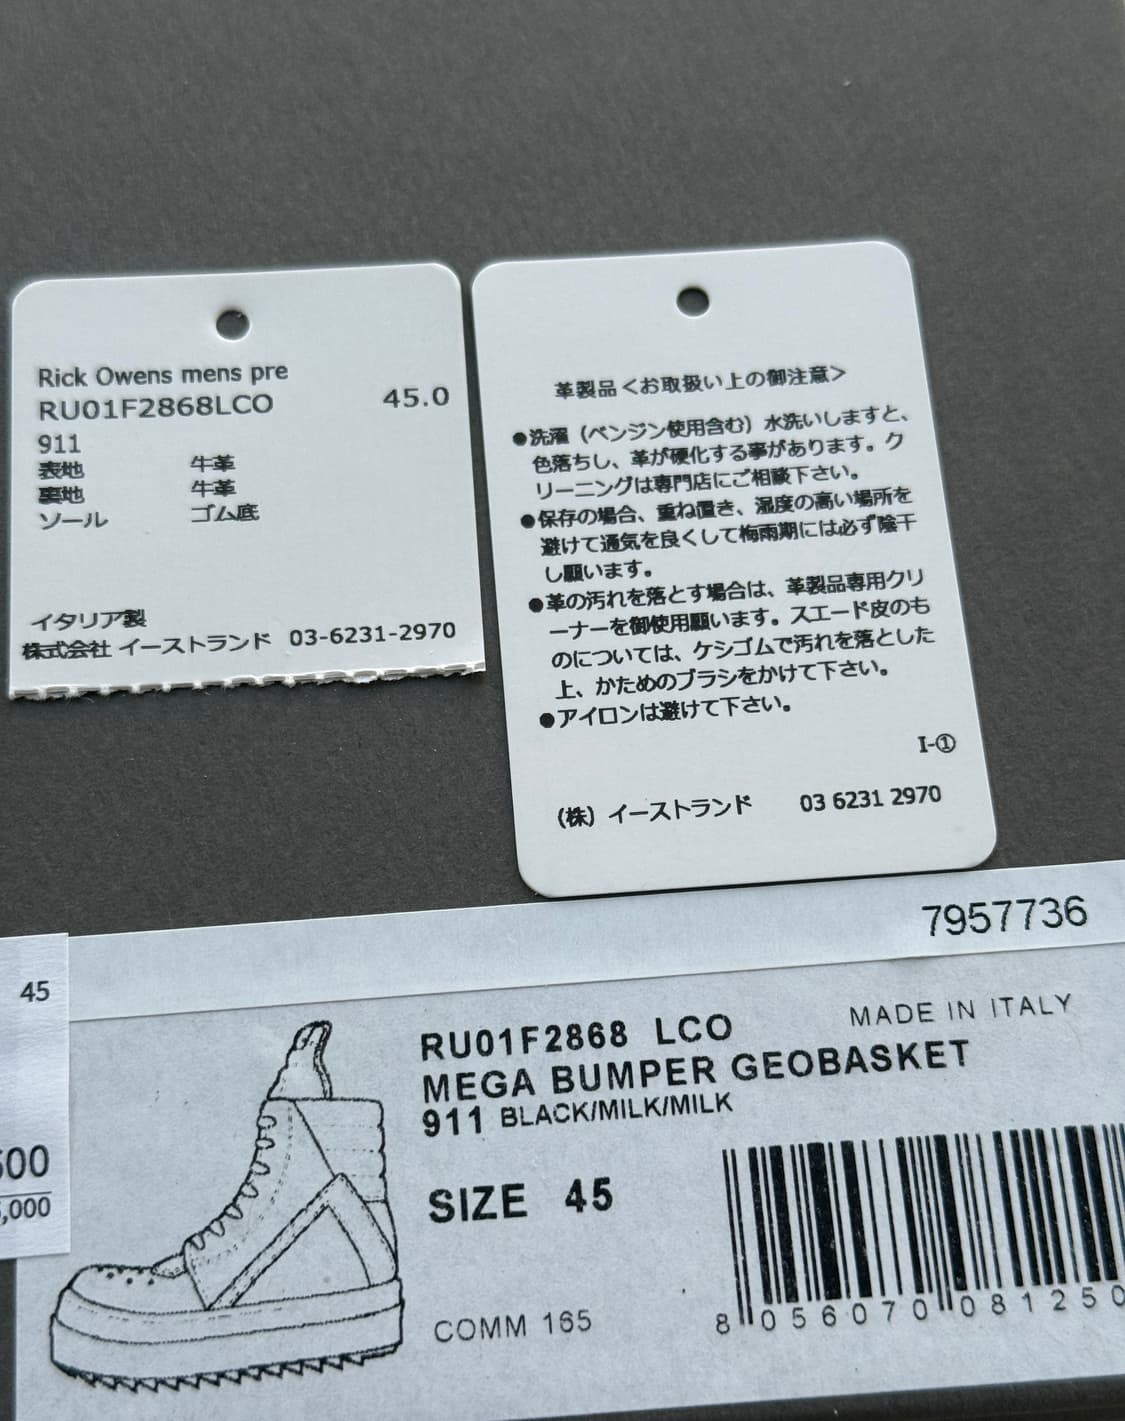 Rick Owens mens pre
RU01F2868LCO 45.0
911
表地 牛革
裏地 牛革
ソール ゴム底
イタリア製
株式会社 イーストランド 03-6231-2970
革製品＜お取扱い上の御注意＞
●洗濯（ベンジン使用含む）水洗いしますと、
色落ちし、革が硬化する事があります。ク
リーニングは専門店にご相談下さい。
●保存の場合、重ね置き、湿度の高い場所を
避けて通気を良くして梅雨期には必ず陰干
し願います。
●革の汚れを落とす場合は、革製品専用クリ
ーナーを御使用願います。スエード皮のも
のについては、ケシゴムで汚れを落とした
上、かためのブラシをかけて下さい。
●アイロンは避けて下さい。
I-①
（株）イーストランド 03 6231 2970
7957736
45
RU01F2868 LCO MADE IN ITALY
MEGA BUMPER GEOBASKET
911 BLACK/MILK/MILK
SIZE 45
COMM 165
8 056070 081250